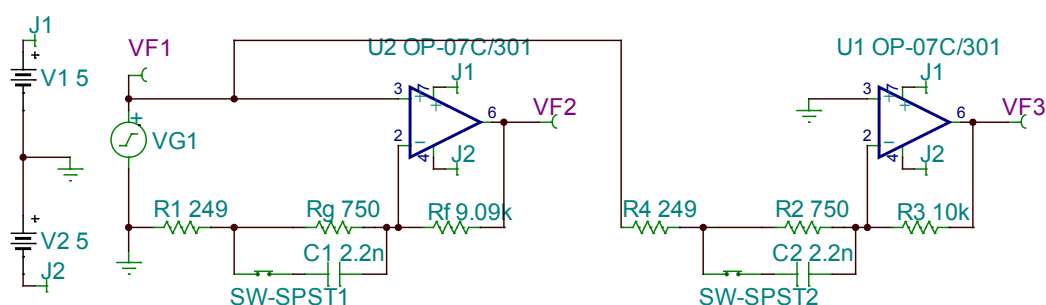 J1
V1 5
V2 5
J2
VF1
VG1
U2 OP-07C/301
J1
3
7
6
2
4
J2
VF2
+
+
-
R1 249
Rg 750
Rf 9.09k
C1 2.2n
SW-SPST1
U1 OP-07C/301
J1
3
7
6
2
4
J2
VF3
+
+
-
R4 249
R2 750
R3 10k
C2 2.2n
SW-SPST2
+
+
+